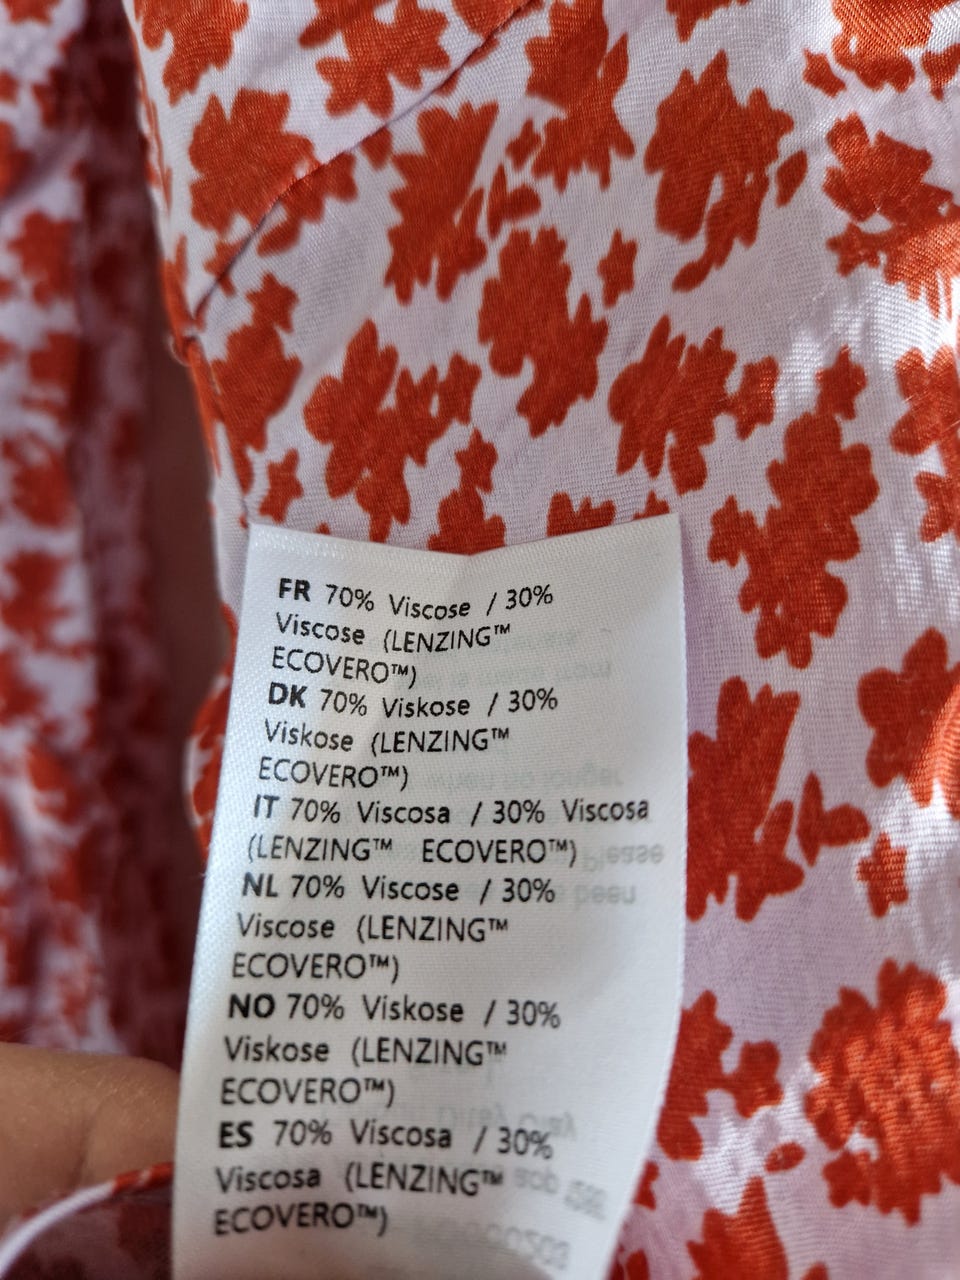 FR 70% Viscose / 30%
Viscose (LENZING™
ECOVERO™)
DK 70% Viskose / 30%
Viskose (LENZING™
ECOVERO™)
IT 70% Viscosa / 30% Viscosa
(LENZING™ ECOVERO™)
NL 70% Viscose / 30%
Viscose (LENZING™
ECOVERO™)
NO 70% Viskose / 30%
Viskose (LENZING™
ECOVERO™)
ES 70% Viscosa / 30%
Viscosa (LENZING™
ECOVERO™)